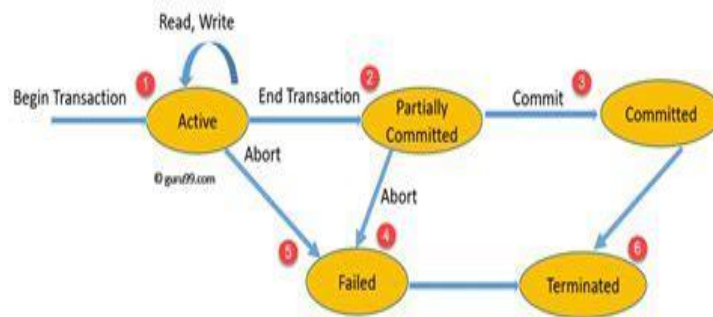 Read, Write
1
2
3
Begin Transaction
End Transaction
Commit
Active
Partially
Committed
Committed
Abort
© guru99.com
Abort
5
4
6
Failed
Terminated